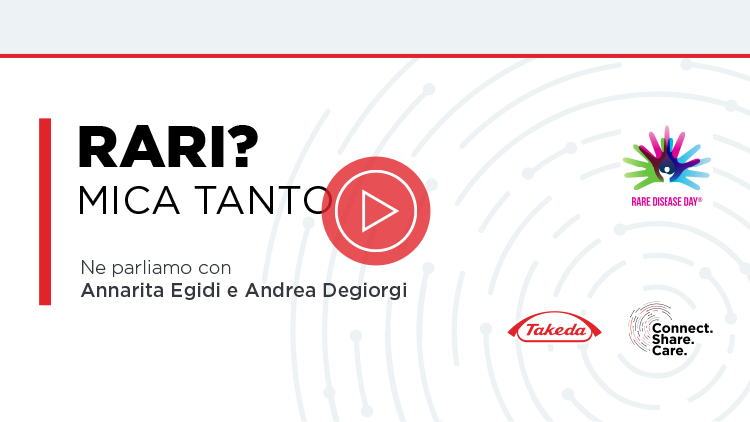 RARI?
MICA TANTO
Ne parliamo con
Annarita Egidi e Andrea Degiorgi
RARE DISEASE DAY®
Takeda
Connect.
Share.
Care.